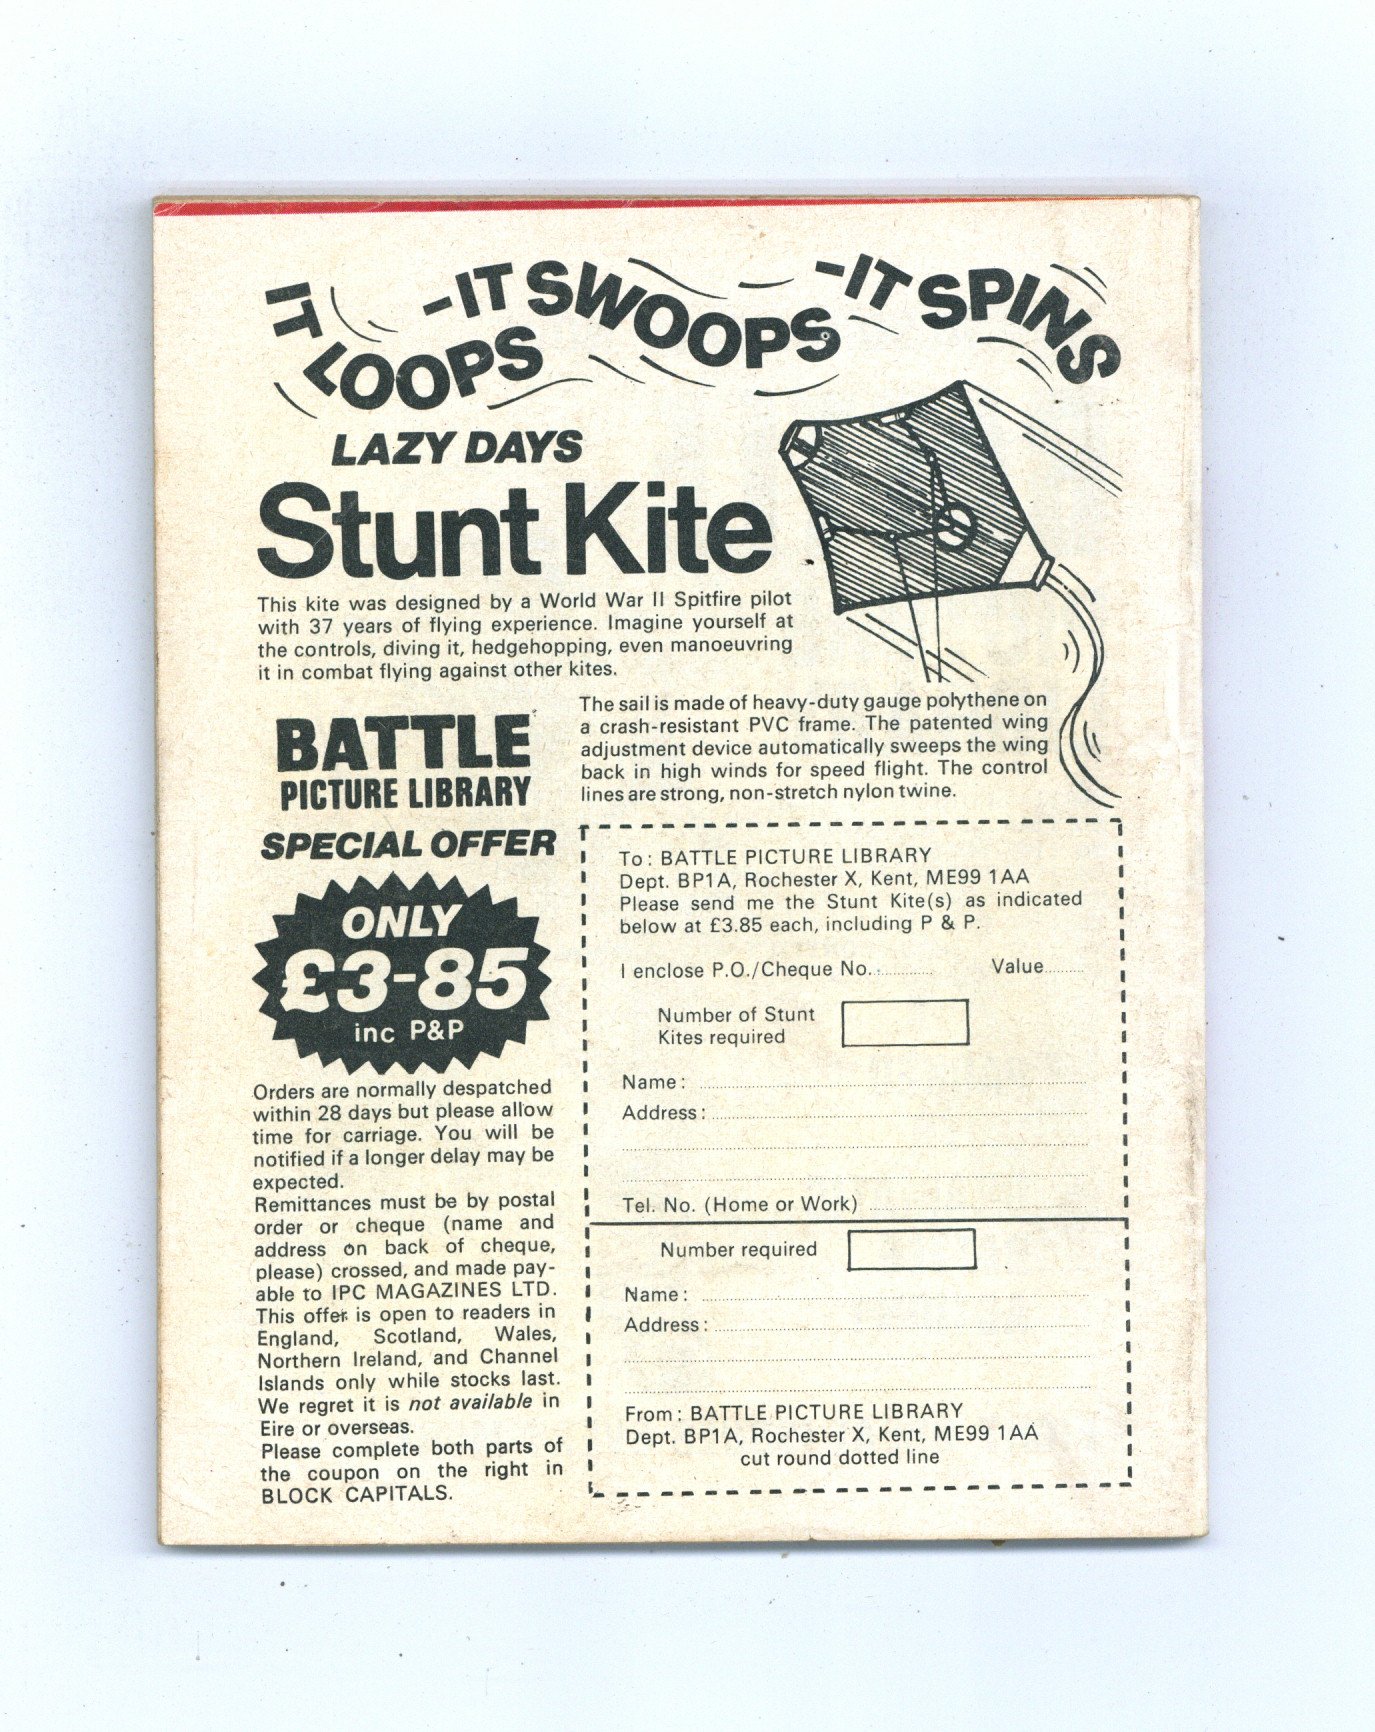 IT LOOPS
-IT SWOOPS
-IT SPINS
LAZY DAYS
Stunt Kite
This kite was designed by a World War II Spitfire pilot
with 37 years of flying experience. Imagine yourself at
the controls, diving it, hedgehopping, even manoeuvring
it in combat flying against other kites.
The sail is made of heavy-duty gauge polythene on
a crash-resistant PVC frame. The patented wing
adjustment device automatically sweeps the wing
back in high winds for speed flight. The control
lines are strong, non-stretch nylon twine.
BATTLE
PICTURE LIBRARY
SPECIAL OFFER
ONLY
£3-85
inc P&P
Orders are normally despatched
within 28 days but please allow
time for carriage. You will be
notified if a longer delay may be
expected.
Remittances must be by postal
order or cheque (name and
address on back of cheque,
please) crossed, and made pay-
able to IPC MAGAZINES LTD.
This offer is open to readers in
England, Scotland, Wales,
Northern Ireland, and Channel
Islands only while stocks last.
We regret it is not available in
Eire or overseas.
Please complete both parts of
the coupon on the right in
BLOCK CAPITALS.
To: BATTLE PICTURE LIBRARY
Dept. BP1A, Rochester X, Kent, ME99 1AA
Please send me the Stunt Kite(s) as indicated
below at £3.85 each, including P & P.
I enclose P.O./Cheque No. ............ Value.........
Number of Stunt
Kites required
Name:
Address:
Tel. No. (Home or Work)
Number required
Name:
Address:
From: BATTLE PICTURE LIBRARY
Dept. BP1A, Rochester X, Kent, ME99 1AA
cut round dotted line